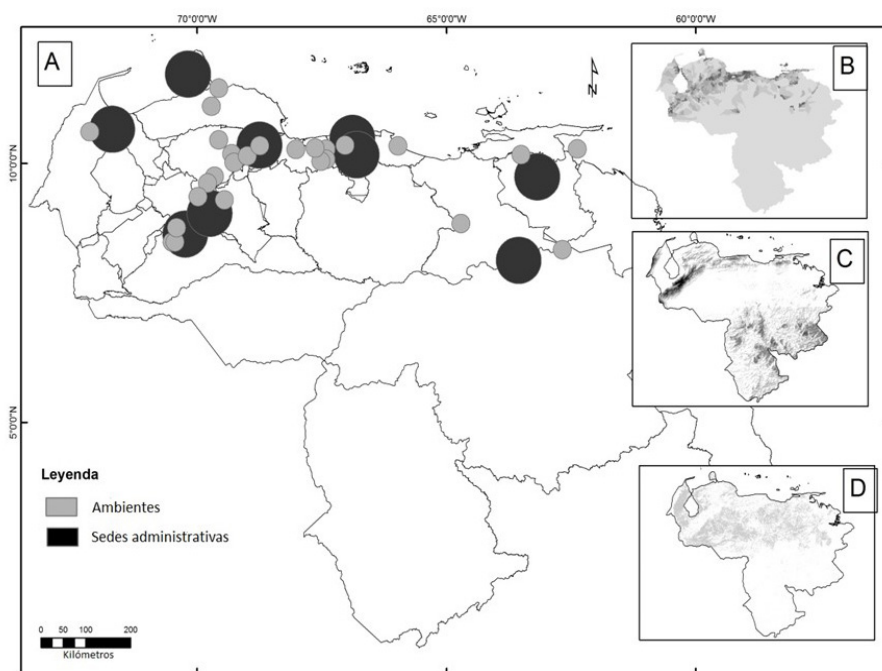 70°0'0"W
65°0'0"W
60°0'0"W
A
N
B
10°0'0"N
C
5°0'0"N
Leyenda
Ambientes
Sedes administrativas
D
0 50 100 200
Kilómetros